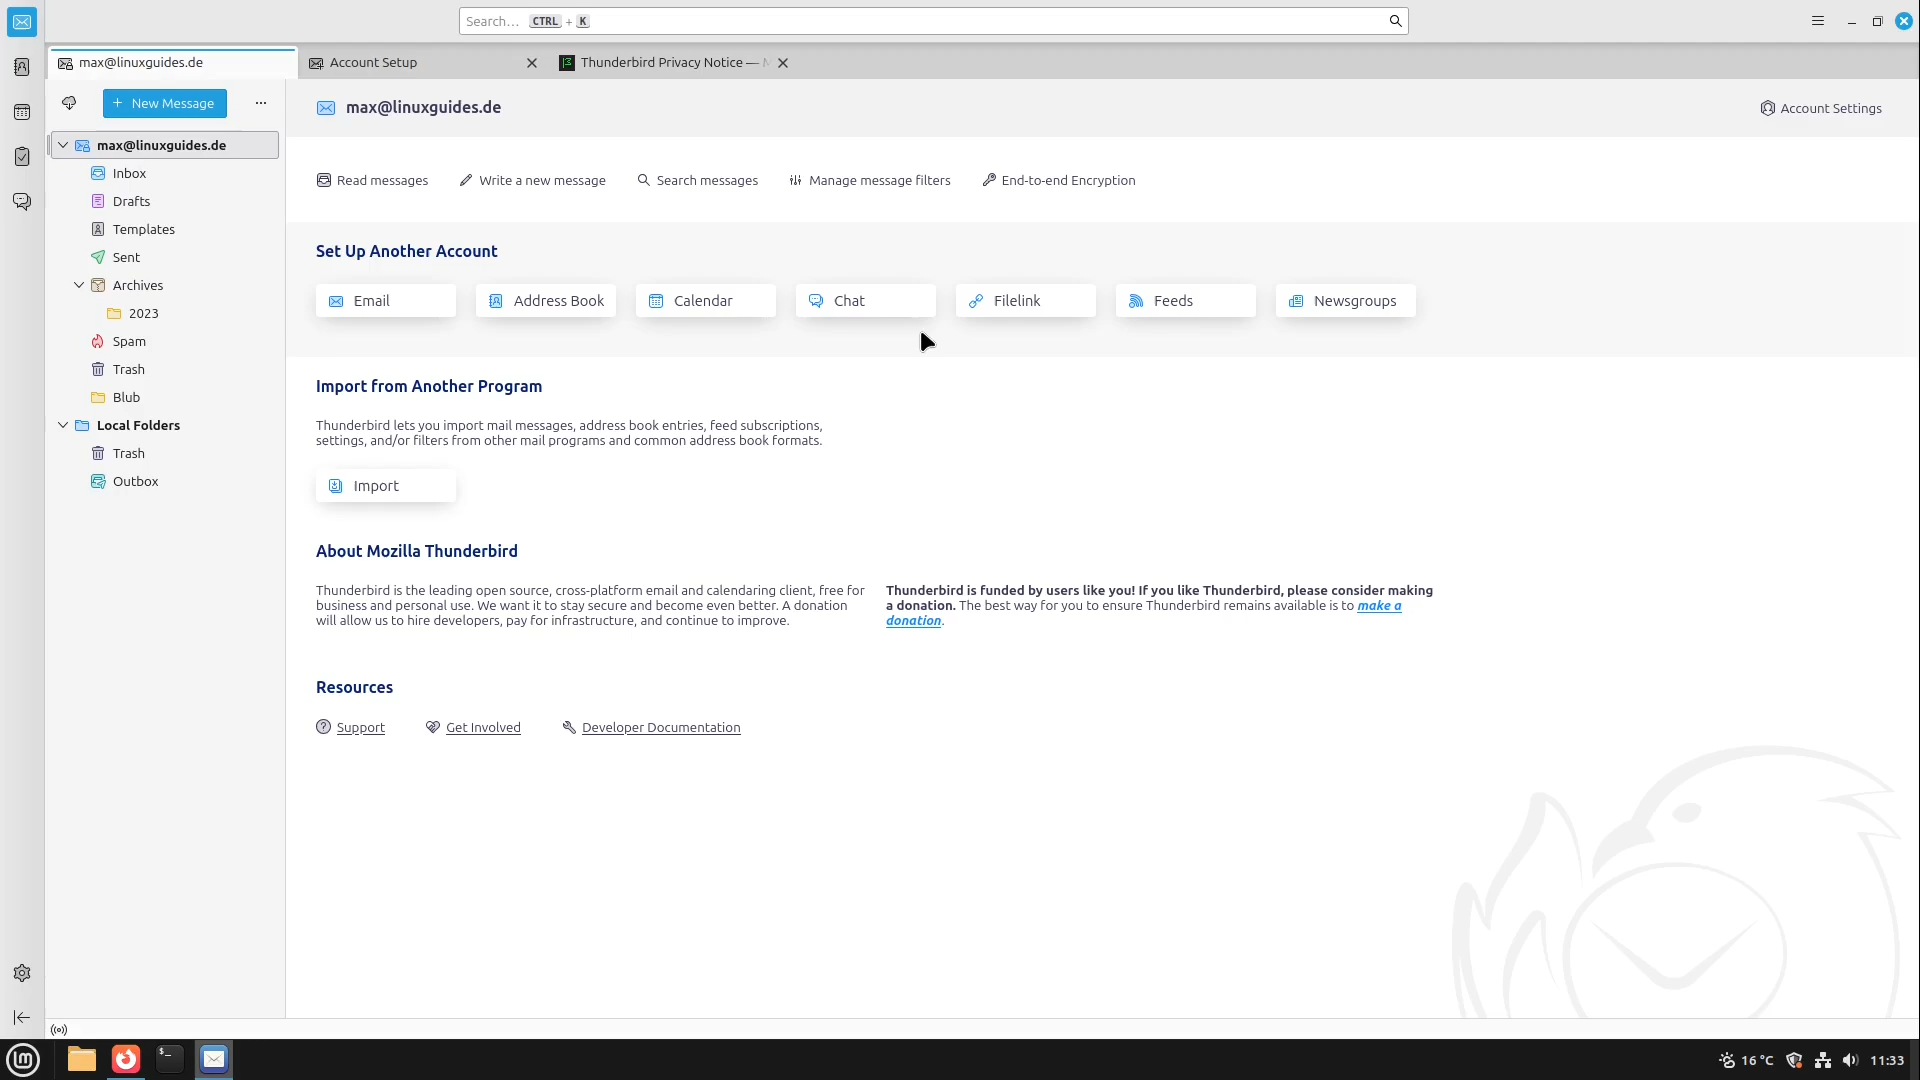 Search… CTRL + K
max@linuxguides.de
Account Setup
Thunderbird Privacy Notice —
New Message
max@linuxguides.de
Inbox
Drafts
Templates
Sent
Archives
2023
Spam
Trash
Blub
Local Folders
Trash
Outbox
max@linuxguides.de
Account Settings
Read messages
Write a new message
Search messages
Manage message filters
End-to-end Encryption
Set Up Another Account
Email
Address Book
Calendar
Chat
Filelink
Feeds
Newsgroups
Import from Another Program
Thunderbird lets you import mail messages, address book entries, feed subscriptions,
settings, and/or filters from other mail programs and common address book formats.
Import
About Mozilla Thunderbird
Thunderbird is the leading open source, cross-platform email and calendaring client, free for
business and personal use. We want it to stay secure and become even better. A donation
will allow us to hire developers, pay for infrastructure, and continue to improve.
Thunderbird is funded by users like you! If you like Thunderbird, please consider making
a donation. The best way for you to ensure Thunderbird remains available is to make a
donation.
Resources
Support
Get Involved
Developer Documentation
16 °C
11:33